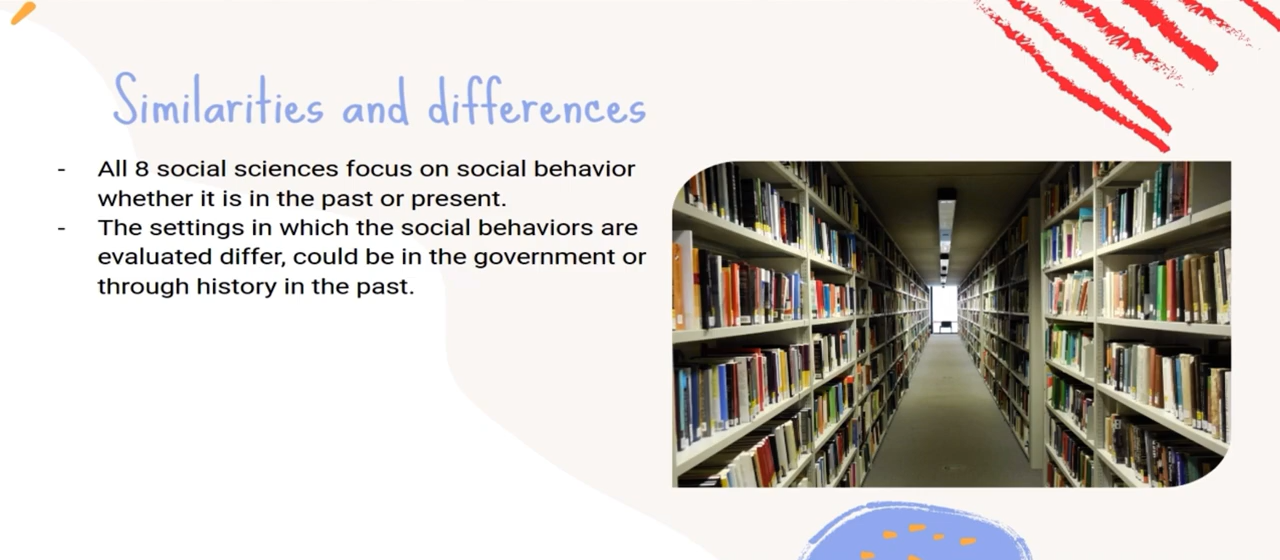 Similarities and differences
- All 8 social sciences focus on social behavior
whether it is in the past or present.
- The settings in which the social behaviors are
evaluated differ, could be in the government or
through history in the past.